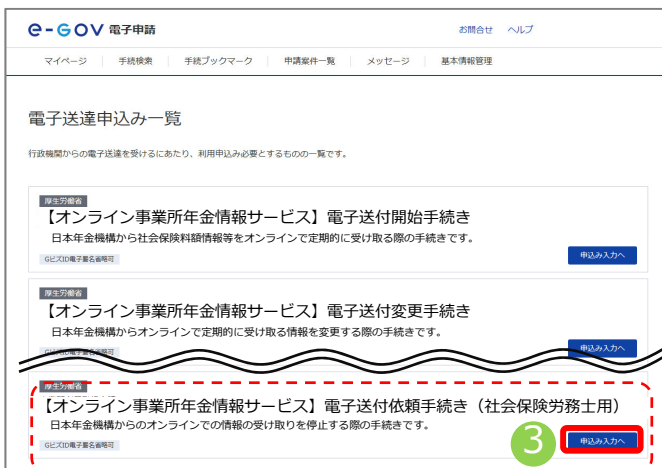 e-GOV 電子申請
お問合せ ヘルプ
マイページ 手続検索 手続ブックマーク 申請案件一覧 メッセージ 基本情報管理
電子送達申込み一覧
行政機関からの電子送達を受けるにあたり、利用申込み必要とするものの一覧です。
厚生労働省
【オンライン事業所年金情報サービス】電子送付開始手続き
日本年金機構から社会保険料額情報等をオンラインで定期的に受け取る際の手続きです。
GビズID電子署名省略可
申込み入力へ
厚生労働省
【オンライン事業所年金情報サービス】電子送付変更手続き
日本年金機構からオンラインで定期的に受け取る情報を変更する際の手続きです。
GビズID電子署名省略可
申込み入力へ
厚生労働省
【オンライン事業所年金情報サービス】電子送付依頼手続き（社会保険労務士用）
日本年金機構からのオンラインでの情報の受け取りを停止する際の手続きです。
GビズID電子署名省略可
3
申込み入力へ